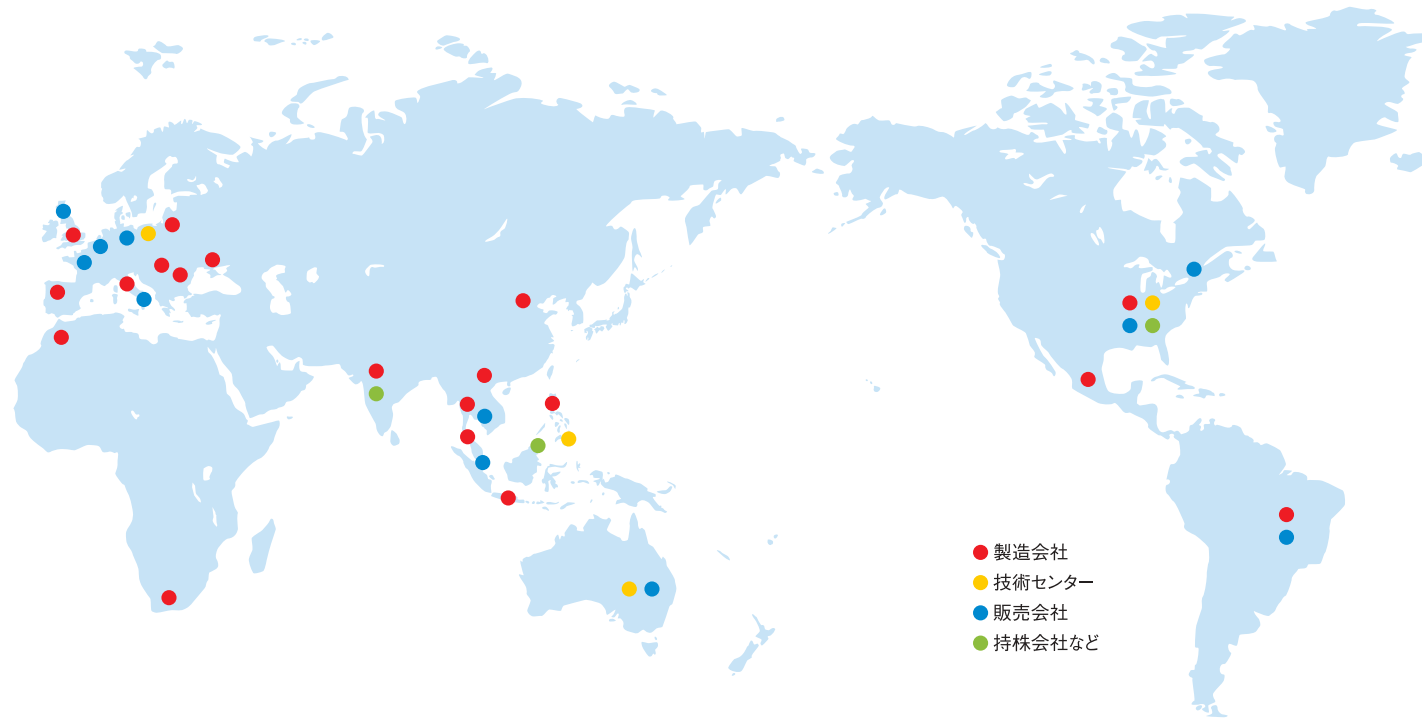 製造会社
技術センター
販売会社
持株会社など